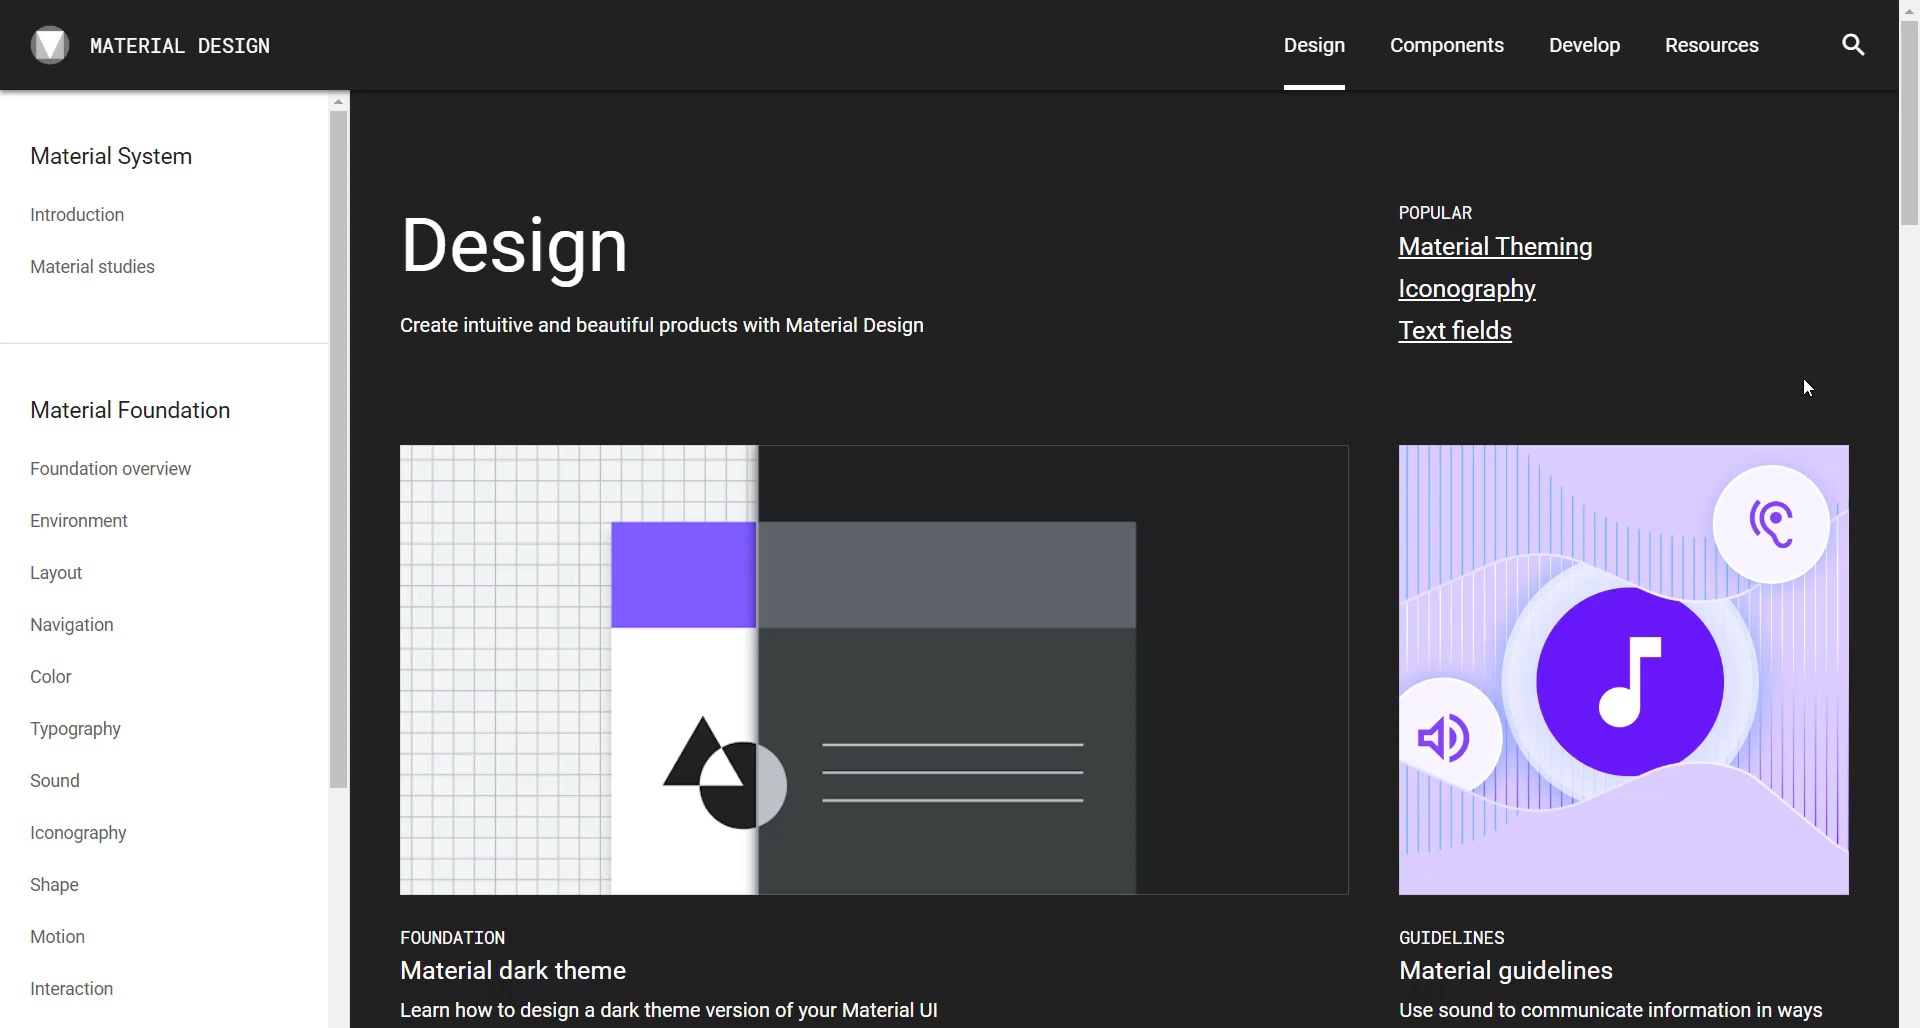 MATERIAL DESIGN
Design
Components
Develop
Resources
Material System
Introduction
Material studies
Material Foundation
Foundation overview
Environment
Layout
Navigation
Color
Typography
Sound
Iconography
Shape
Motion
Interaction
Design
Create intuitive and beautiful products with Material Design
POPULAR
Material Theming
Iconography
Text fields
FOUNDATION
Material dark theme
Learn how to design a dark theme version of your Material UI
GUIDELINES
Material guidelines
Use sound to communicate information in ways